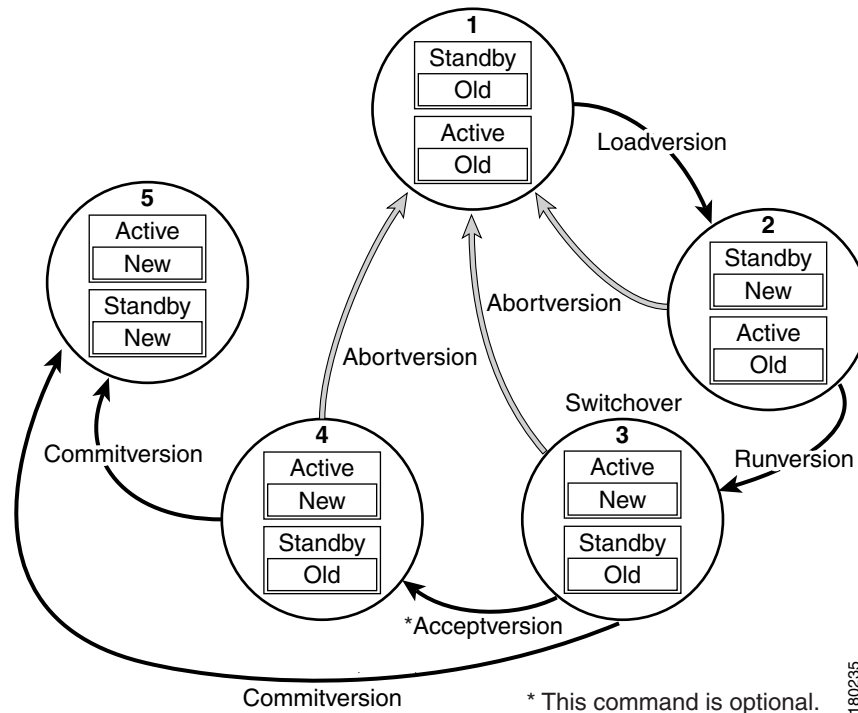 1
Standby
Old
Active
Old
Loadversion
5
Active
New
Standby
New
2
Standby
New
Active
Old
Abortversion
Abortversion
Switchover
Commitversion
4
Active
New
Standby
Old
3
Active
New
Standby
Old
Runversion
*Acceptversion
Commitversion
* This command is optional.
180235